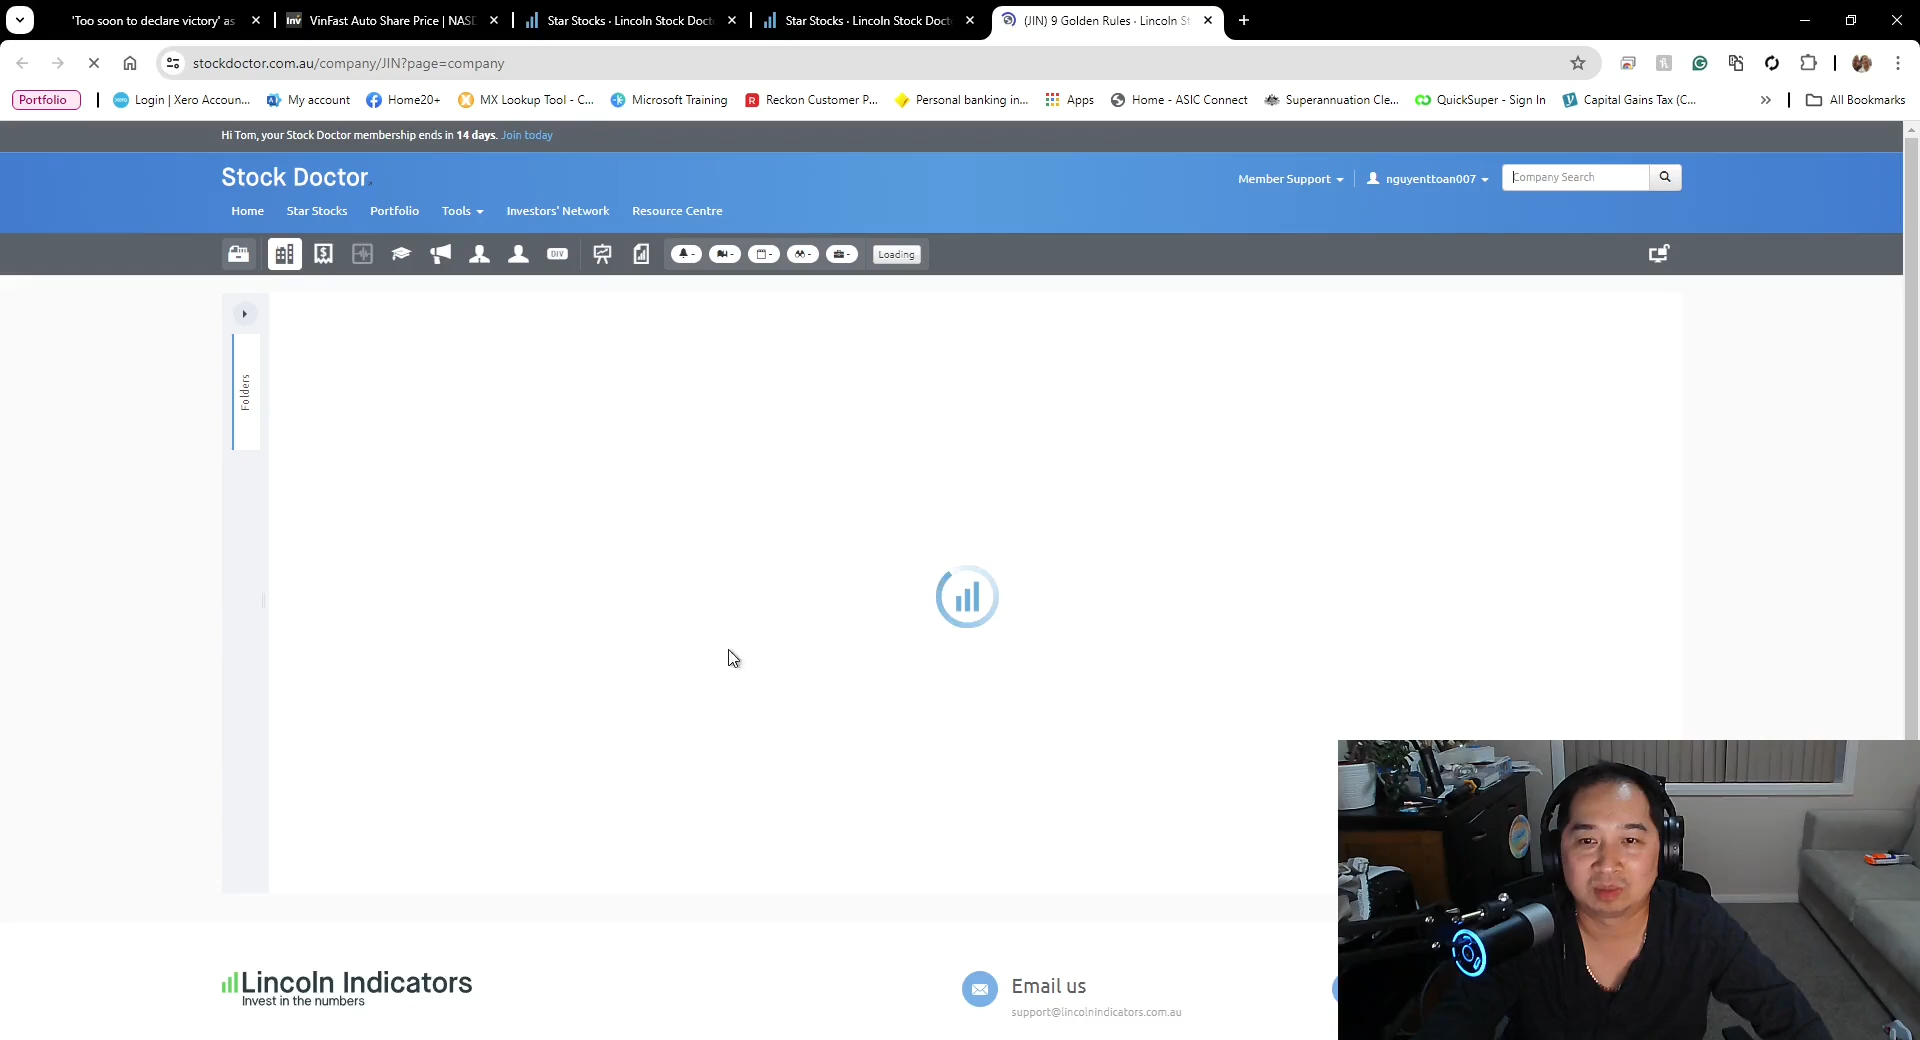 'Too soon to declare victory' as
VinFast Auto Share Price | NASD
Star Stocks · Lincoln Stock Docto
Star Stocks · Lincoln Stock Docto
(JIN) 9 Golden Rules · Lincoln St
stockdoctor.com.au/company/JIN?page=company
Portfolio
Login | Xero Accoun...
My account
Home20+
MX Lookup Tool - C...
Microsoft Training
Reckon Customer P...
Personal banking in...
Apps
Home - ASIC Connect
Superannuation Cle...
QuickSuper - Sign In
Capital Gains Tax (C...
All Bookmarks
Hi Tom, your Stock Doctor membership ends in 14 days. Join today
Stock Doctor
Member Support
nguyenttoan007
Company Search
Home
Star Stocks
Portfolio
Tools
Investors' Network
Resource Centre
DIV
Loading
Folders
Lincoln Indicators
Invest in the numbers
Email us
support@lincolnindicators.com.au